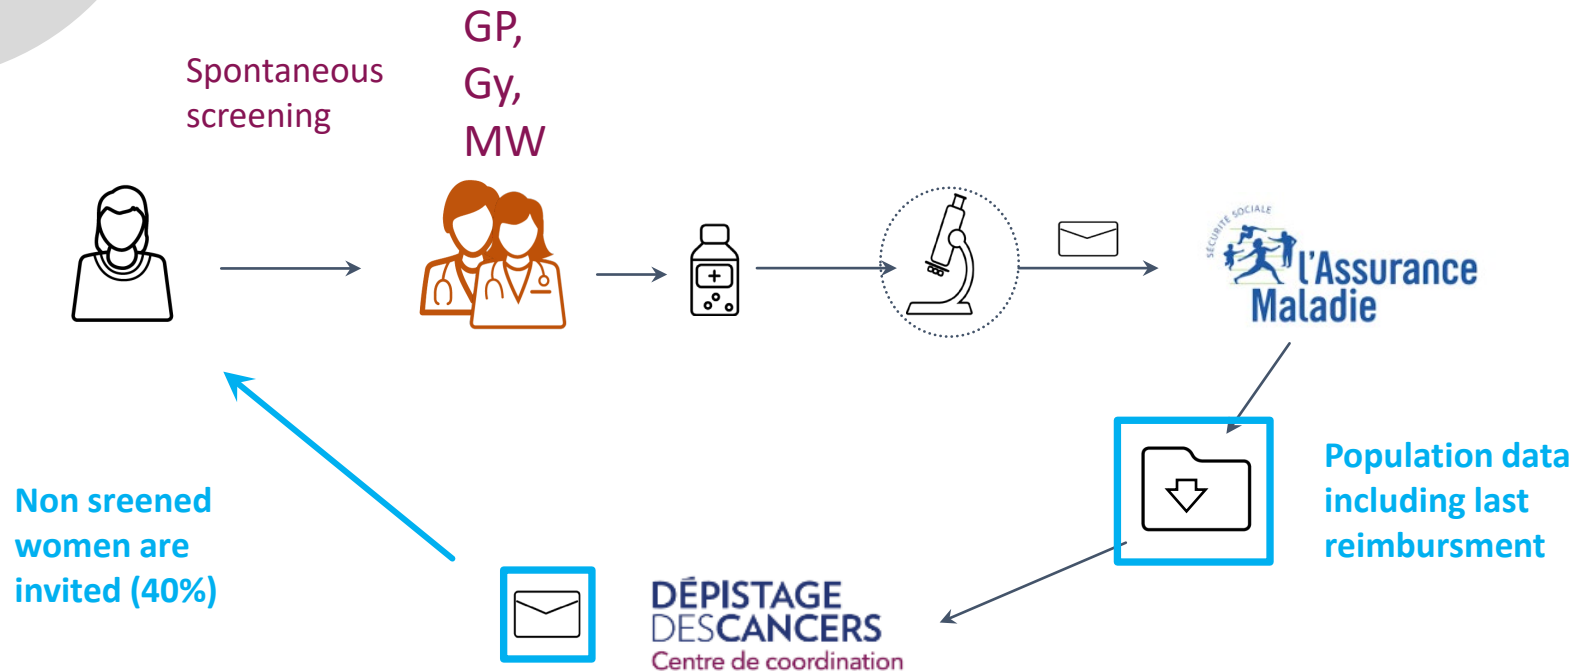 Spontaneous
screening
GP,
Gy,
MW
SÉCURITÉ SOCIALE
l'Assurance
Maladie
Population data
including last
reimbursment
Non sreened
women are
invited (40%)
DÉPISTAGE
DESCANCERS
Centre de coordination